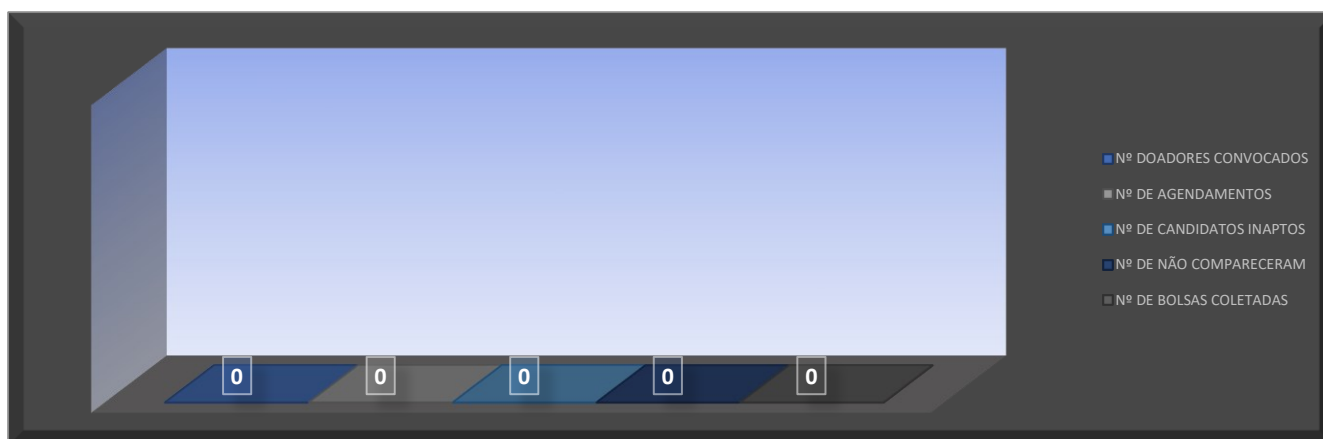 0 0 0 0 0
Nº DOADORES CONVOCADOS
Nº DE AGENDAMENTOS
Nº DE CANDIDATOS INAPTOS
Nº DE NÃO COMPARECERAM
Nº DE BOLSAS COLETADAS